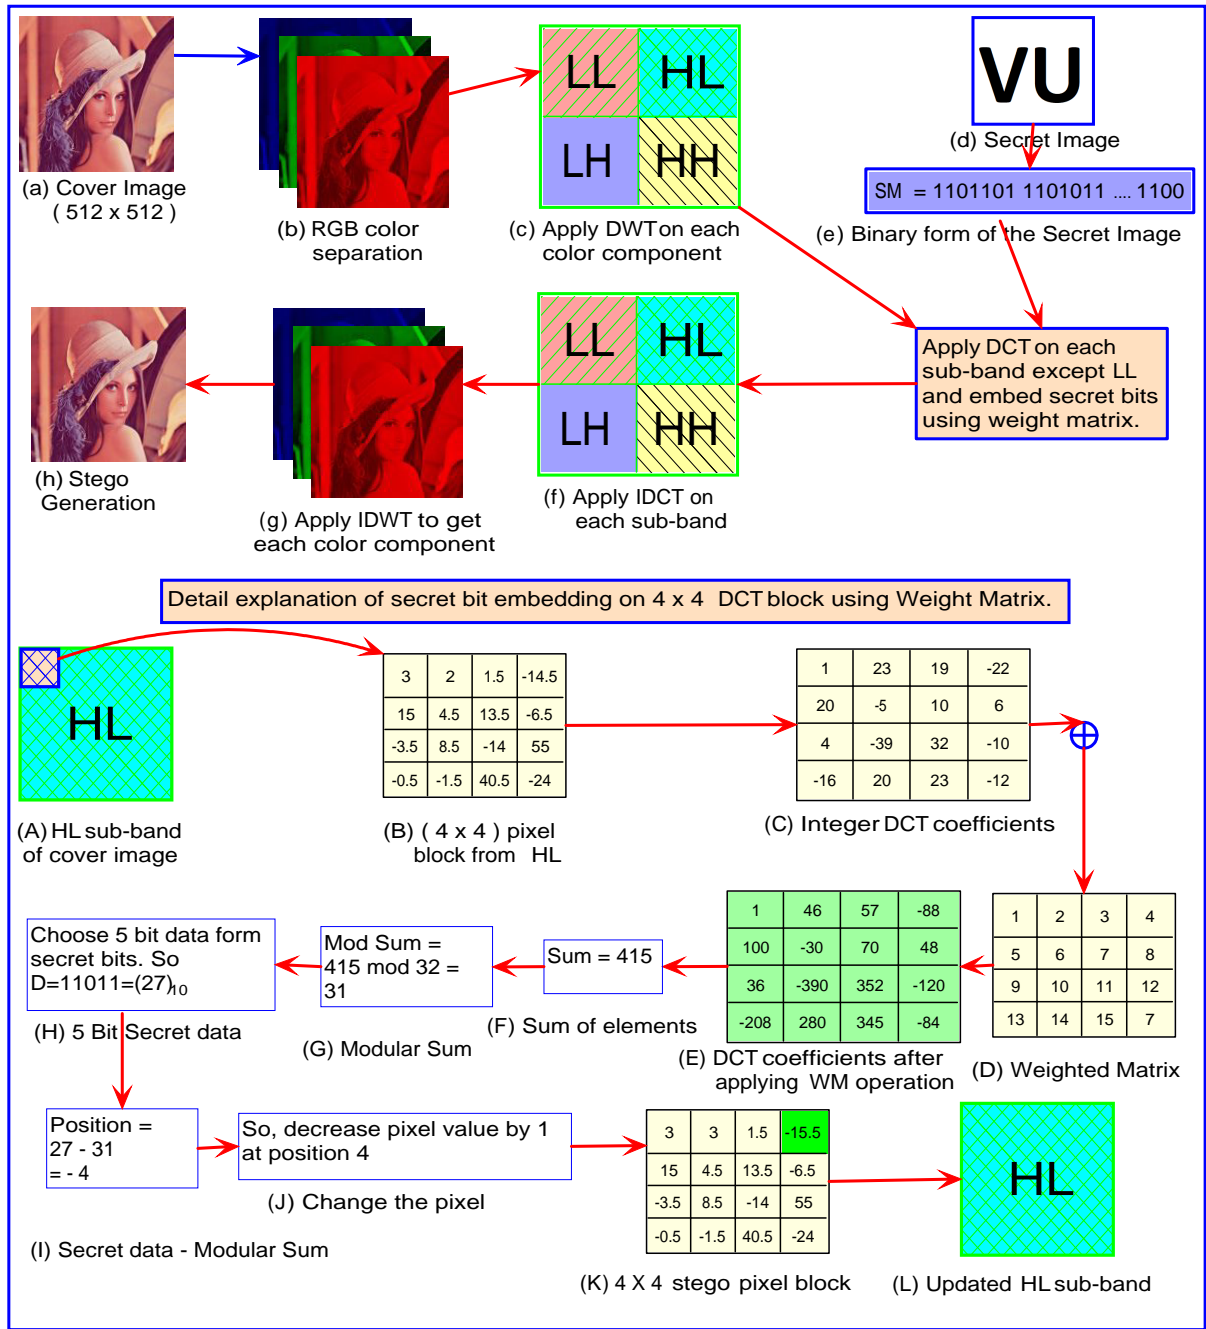 VU
LL HL
LH HH
(a) Cover Image
( 512 x 512 )
(b) RGB color
separation
(c) Apply DWT on each
color component
(d) Secret Image
SM = 1101101 1101011 .... 1100
(e) Binary form of the Secret Image
LL HL
LH HH
Apply DCT on each
sub-band except LL
and embed secret bits
using weight matrix.
(h) Stego
Generation
(g) Apply IDWT to get
each color component
(f) Apply IDCT on
each sub-band
Detail explanation of secret bit embedding on 4 x 4 DCT block using Weight Matrix.
HL
(A) HL sub-band
of cover image
3 2 1.5 -14.5
15 4.5 13.5 -6.5
-3.5 8.5 -14 55
-0.5 -1.5 40.5 -24
(B) ( 4 x 4 ) pixel
block from HL
1 23 19 -22
20 -5 10 6
4 -39 32 -10
-16 20 23 -12
(C) Integer DCT coefficients
1 2 3 4
5 6 7 8
9 10 11 12
13 14 15 7
(D) Weighted Matrix
1 46 57 -88
100 -30 70 48
36 -390 352 -120
-208 280 345 -84
(E) DCT coefficients after
applying WM operation
Sum = 415
(F) Sum of elements
Mod Sum =
415 mod 32 =
31
(G) Modular Sum
Choose 5 bit data form
secret bits. So
D=11011=(27)10
(H) 5 Bit Secret data
Position =
27 - 31
= - 4
(I) Secret data - Modular Sum
So, decrease pixel value by 1
at position 4
(J) Change the pixel
3 3 1.5 -15.5
15 4.5 13.5 -6.5
-3.5 8.5 -14 55
-0.5 -1.5 40.5 -24
(K) 4 X 4 stego pixel block
HL
(L) Updated HL sub-band